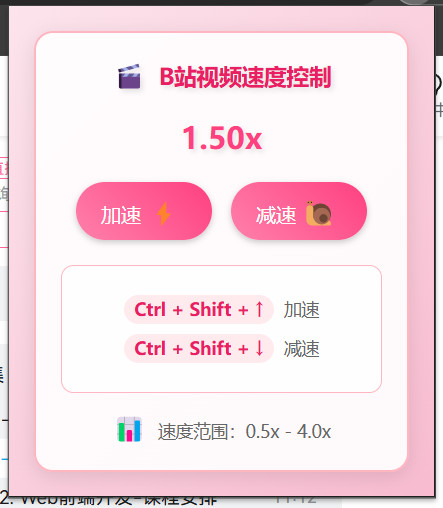 B站视频速度控制
1.50x
加速
减速
Ctrl + Shift + ↑ 加速
Ctrl + Shift + ↓ 减速
速度范围：0.5x - 4.0x
2. Web前端开发-课程安排 11:12